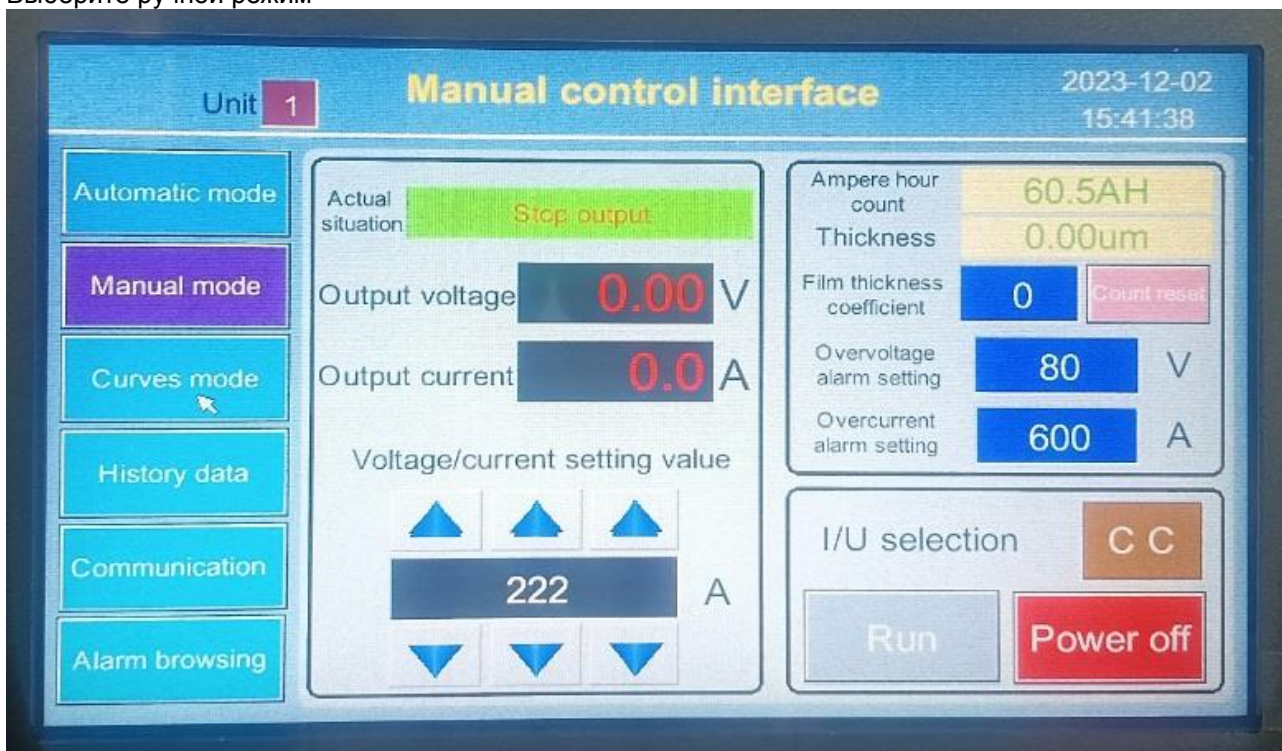 Выберите ручной режим
Unit 1
Manual control interface
2023-12-02
15:41:38
Automatic mode
Manual mode
Curves mode
History data
Communication
Alarm browsing
Actual
situation
Stop output
Output voltage 0.00 V
Output current 0.0 A
Voltage/current setting value
222 A
Ampere hour
count
60.5AH
Thickness 0.00um
Film thickness
coefficient
0
Count reset
Overvoltage
alarm setting
80 V
Overcurrent
alarm setting
600 A
I/U selection C C
Run
Power off